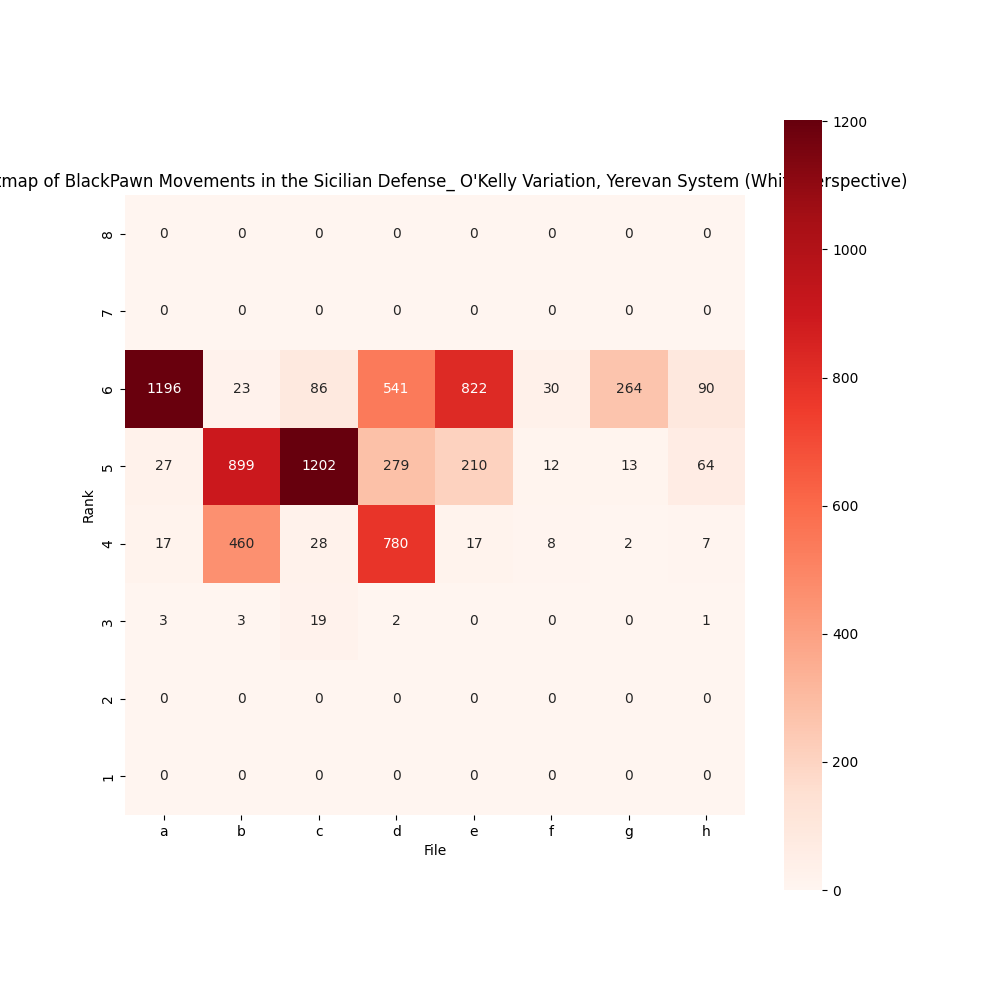 tmap of BlackPawn Movements in the Sicilian Defense_ O'Kelly Variation, Yerevan System (Whi erspective)
1200
1000
800
600
400
200
0
8 0 0 0 0 0 0 0 0
7 0 0 0 0 0 0 0 0
6 1196 23 86 541 822 30 264 90
5 27 899 1202 279 210 12 13 64
4 17 460 28 780 17 8 2 7
3 3 3 19 2 0 0 0 1
2 0 0 0 0 0 0 0 0
1 0 0 0 0 0 0 0 0
Rank
a b c d e f g h
File